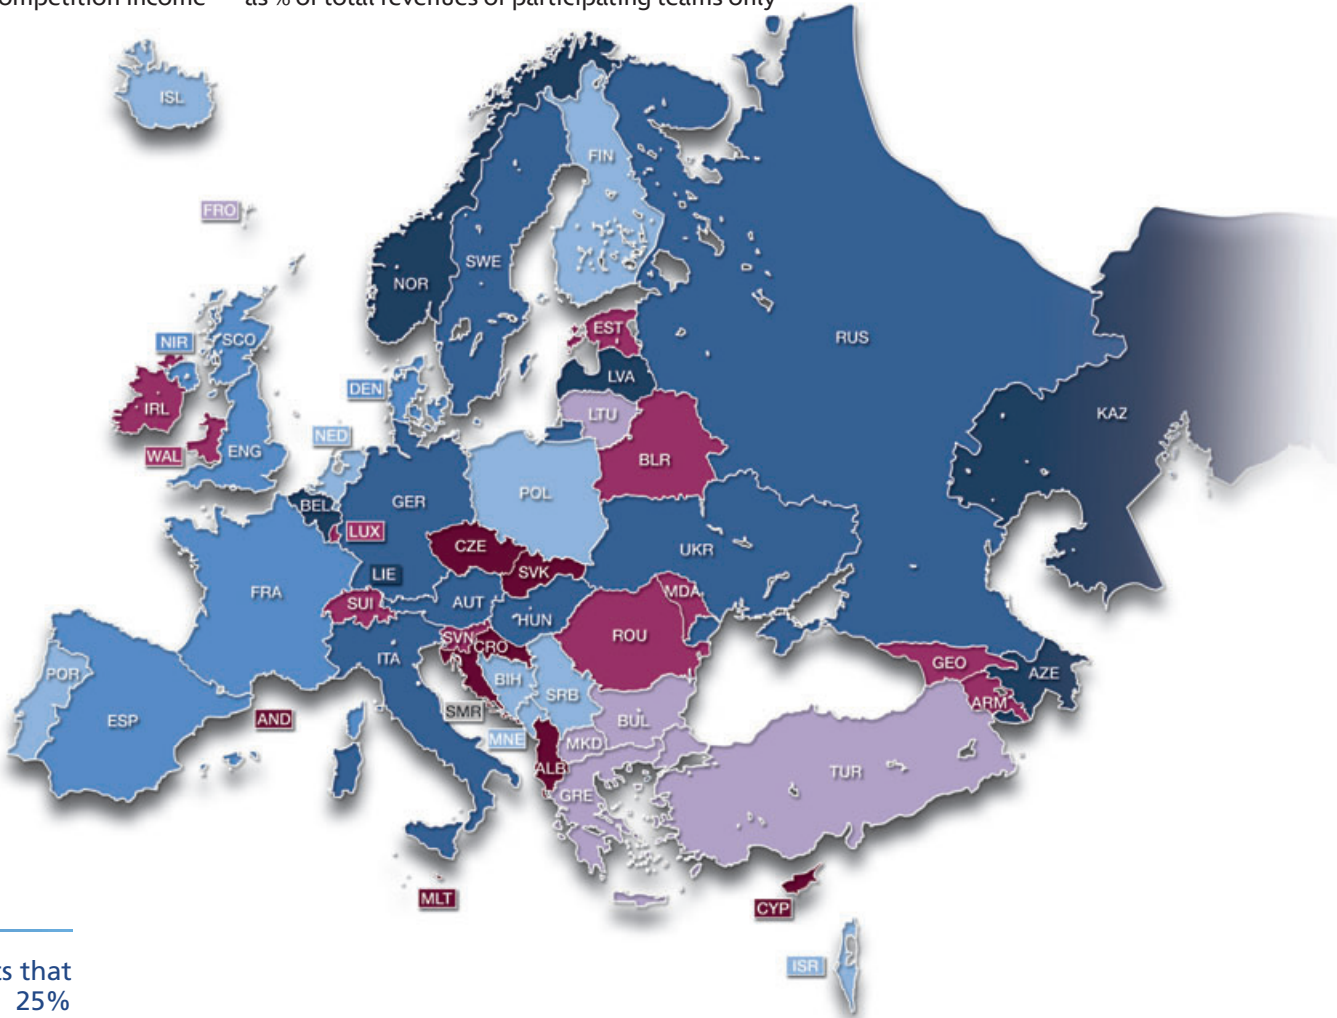 as % of total revenues of participating teams only
ISL
FIN
FRO
SWE
NOR
EST
RUS
NIR
SCO
LVA
DEN
IRL
LTU
KAZ
NED
WAL
ENG
BLR
POL
BEL
GER
LUX
CZE
UKR
SVK
LIE
FRA
SUI
AUT
MDA
HUN
ROU
SVN
CRO
ITA
GEO
AZE
POR
BIH
SRB
ARM
SMR
AND
ESP
BUL
MNE
MKD
ALB
TUR
GRE
MLT
CYP
ISR
that
25%